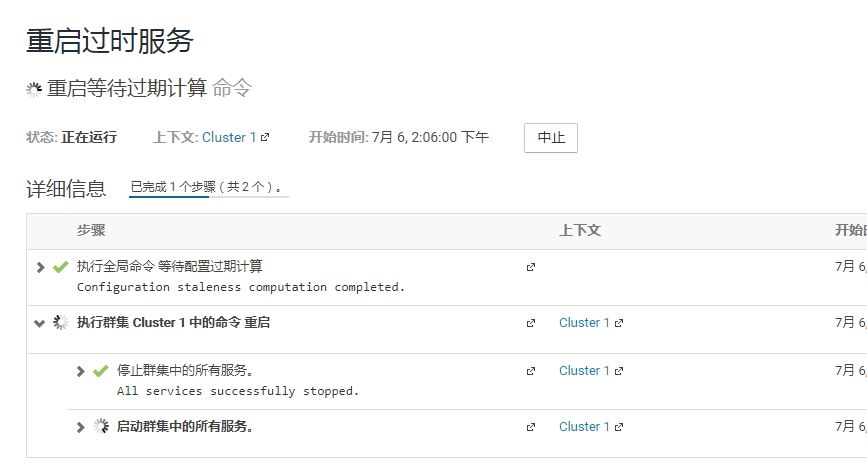 重启过时服务
重启等待过期计算 命令
状态: 正在运行 上下文: Cluster 1 开始时间: 7月 6, 2:06:00 下午 中止
详细信息 已完成 1 个步骤 ( 共 2 个 ) 。
步骤 上下文 开始时
执行全局命令 等待配置过期计算 7月 6,
Configuration staleness computation completed.
执行群集 Cluster 1 中的命令 重启 Cluster 1 7月 6,
停止群集中的所有服务。 Cluster 1 7月 6,
All services successfully stopped.
启动群集中的所有服务。 Cluster 1 7月 6,